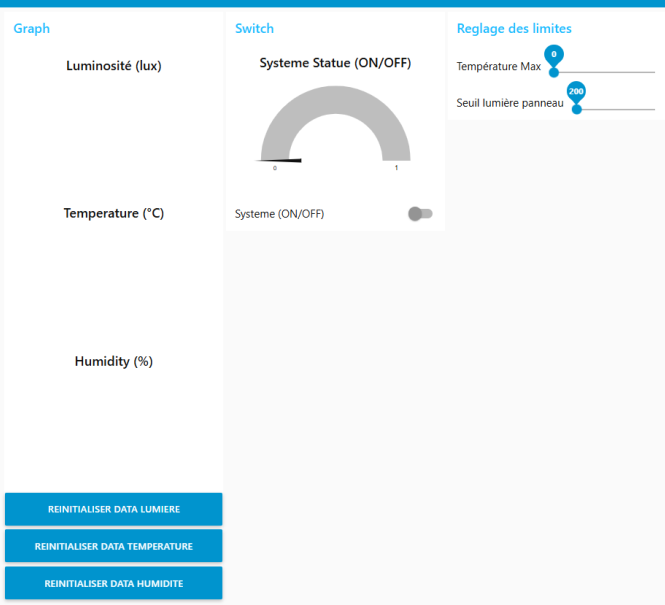 Graph
Luminosité (lux)
Temperature (°C)
Humidity (%)
REINITIALISER DATA LUMIERE
REINITIALISER DATA TEMPERATURE
REINITIALISER DATA HUMIDITE
Switch
Systeme Statue (ON/OFF)
0
1
Systeme (ON/OFF)
Reglage des limites
0
Température Max
200
Seuil lumière panneau